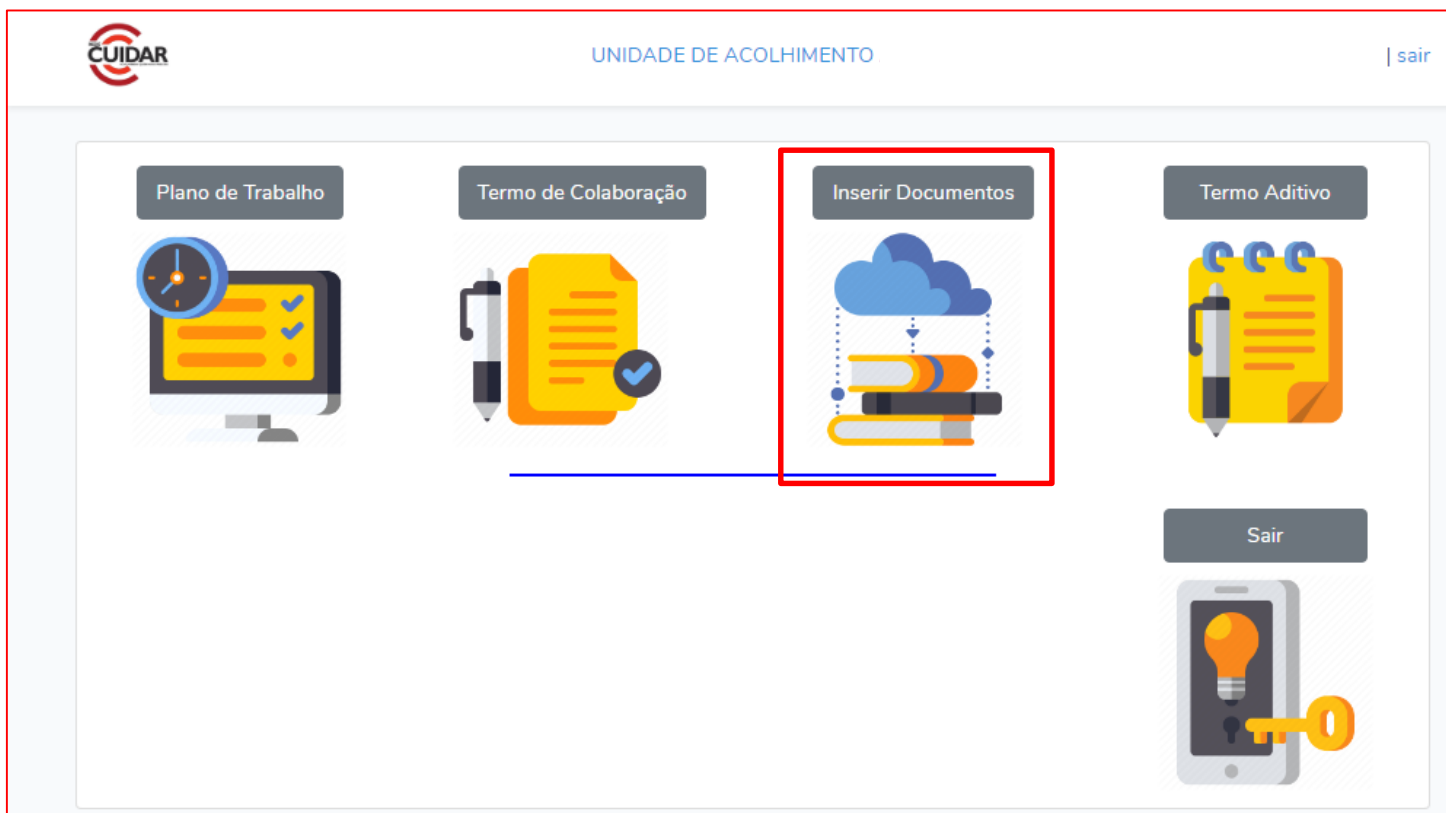 CUIDAR
UNIDADE DE ACOLHIMENTO
| sair
Plano de Trabalho
Termo de Colaboração
Inserir Documentos
Termo Aditivo
Sair